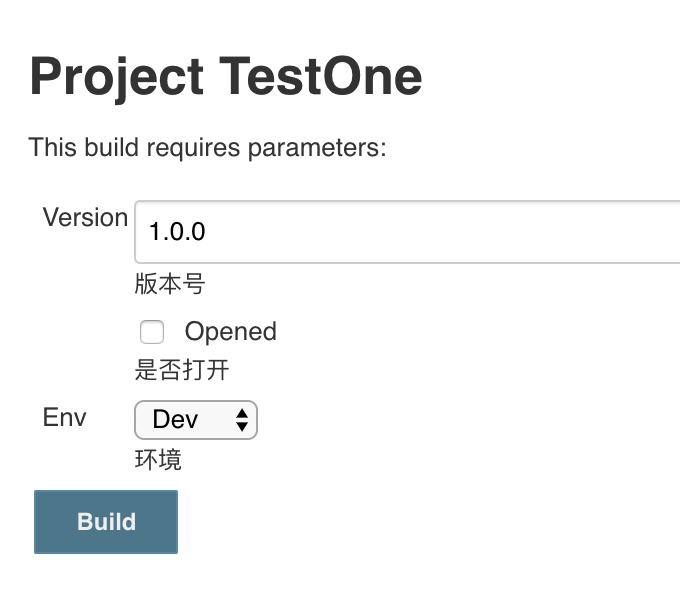 Project TestOne
This build requires parameters:
Version 1.0.0
版本号
Opened
是否打开
Env Dev
环境
Build